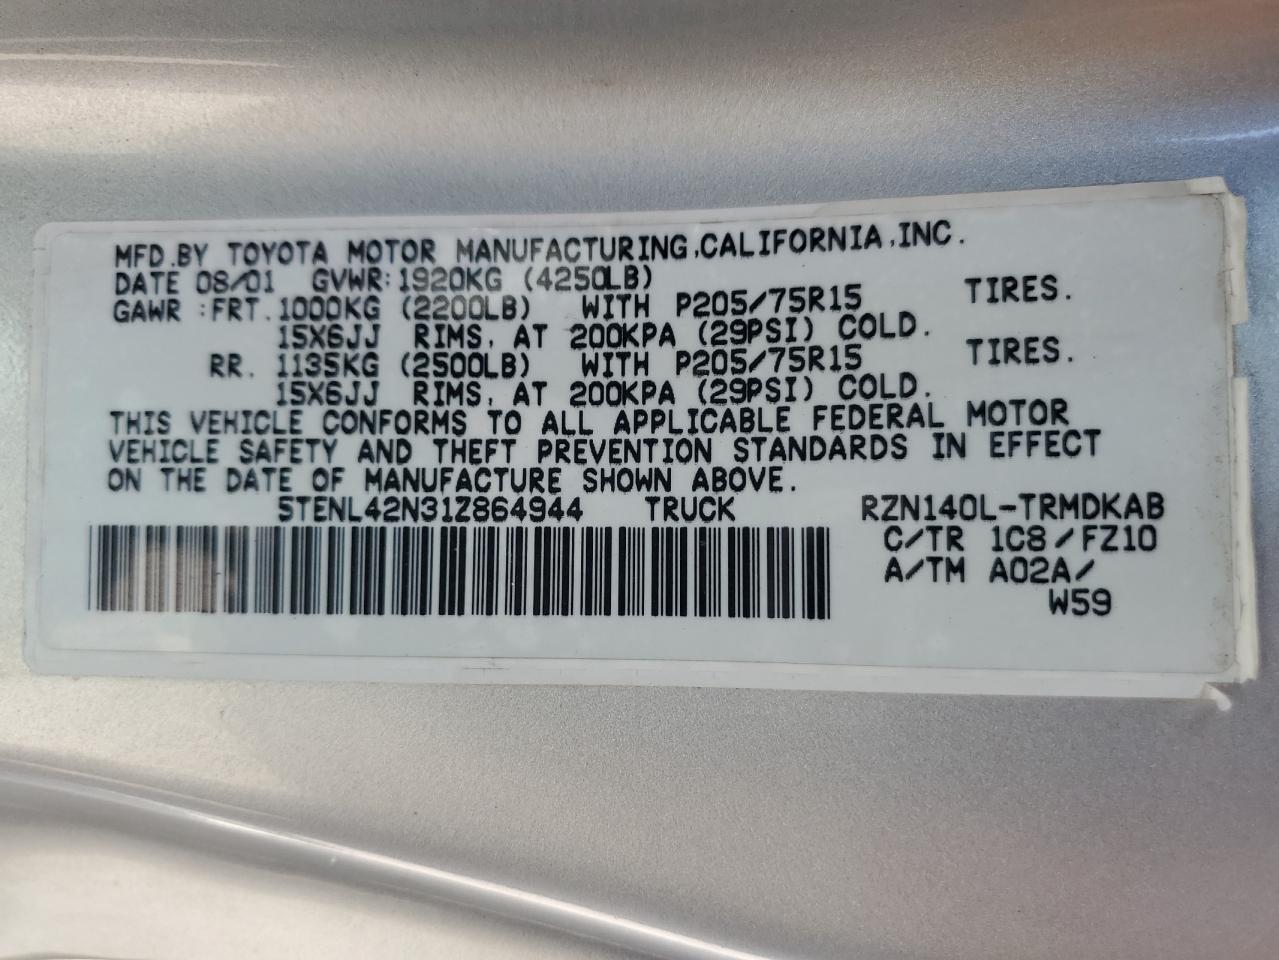 MFD.BY TOYOTA MOTOR MANUFACTURING,CALIFORNIA,INC.
DATE 08/01 GVWR:1920KG (4250LB)
GAWR :FRT.1000KG (2200LB) WITH P205/75R15 TIRES.
15X6JJ RIMS, AT 200KPA (29PSI) COLD.
RR. 1135KG (2500LB) WITH P205/75R15 TIRES.
15X6JJ RIMS, AT 200KPA (29PSI) COLD.
THIS VEHICLE CONFORMS TO ALL APPLICABLE FEDERAL MOTOR
VEHICLE SAFETY AND THEFT PREVENTION STANDARDS IN EFFECT
ON THE DATE OF MANUFACTURE SHOWN ABOVE.
5TENL42N31Z864944 TRUCK RZN140L-TRMDKAB
C/TR 1C8/FZ10
A/TM A02A/
W59